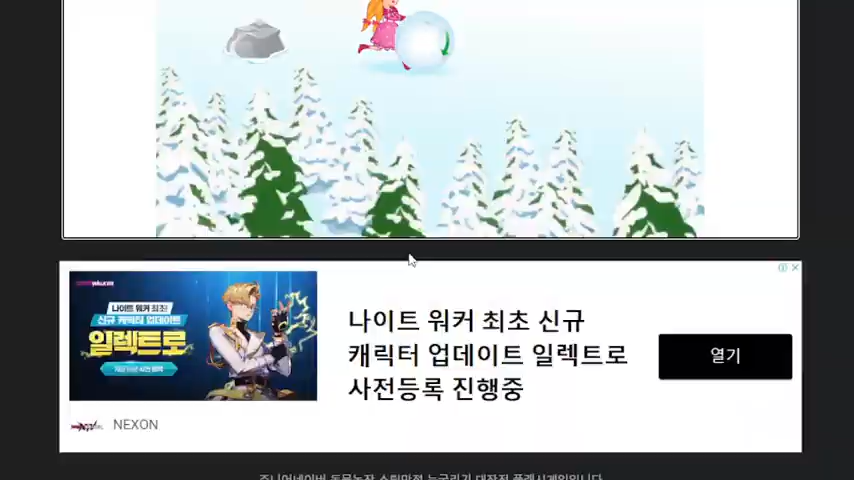 나이트 워커 최초
신규 캐릭터 업데이트
일렉트로
나이트 워커 최초 신규
캐릭터 업데이트 일렉트로
사전등록 진행중
열기
NEXON